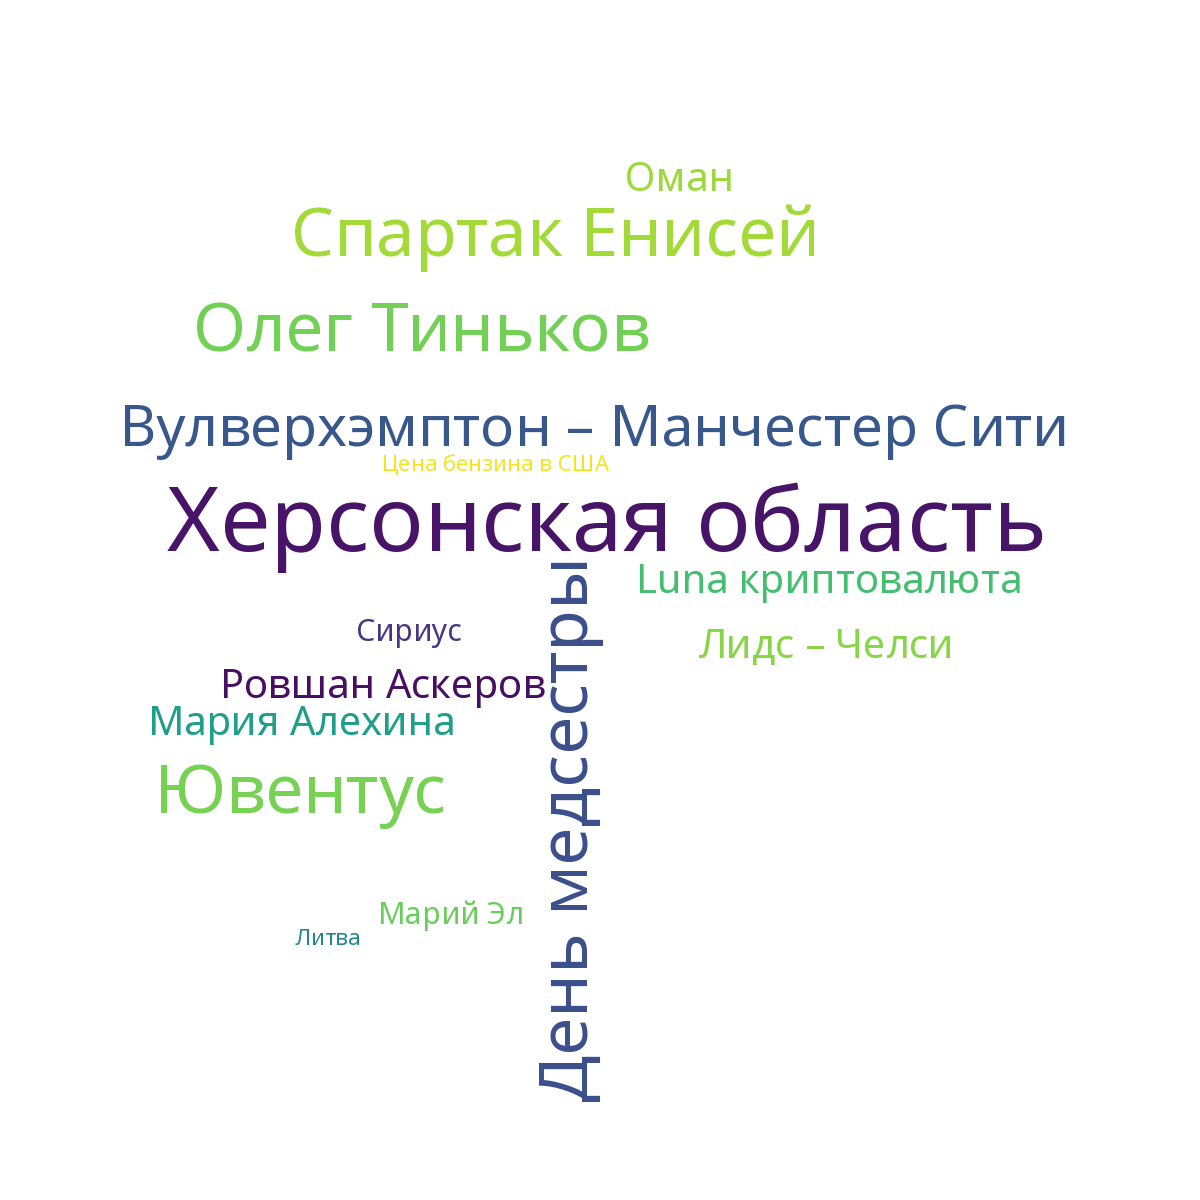 Оман
Спартак Енисей
Олег Тиньков
Вулверхэмптон – Манчестер Сити
Цена бензина в США
Херсонская область
Luna криптовалюта
Сириус
Лидс – Челси
Ровшан Аскеров
Мария Алехина
Ювентус
День медсестры
Марий Эл
Литва